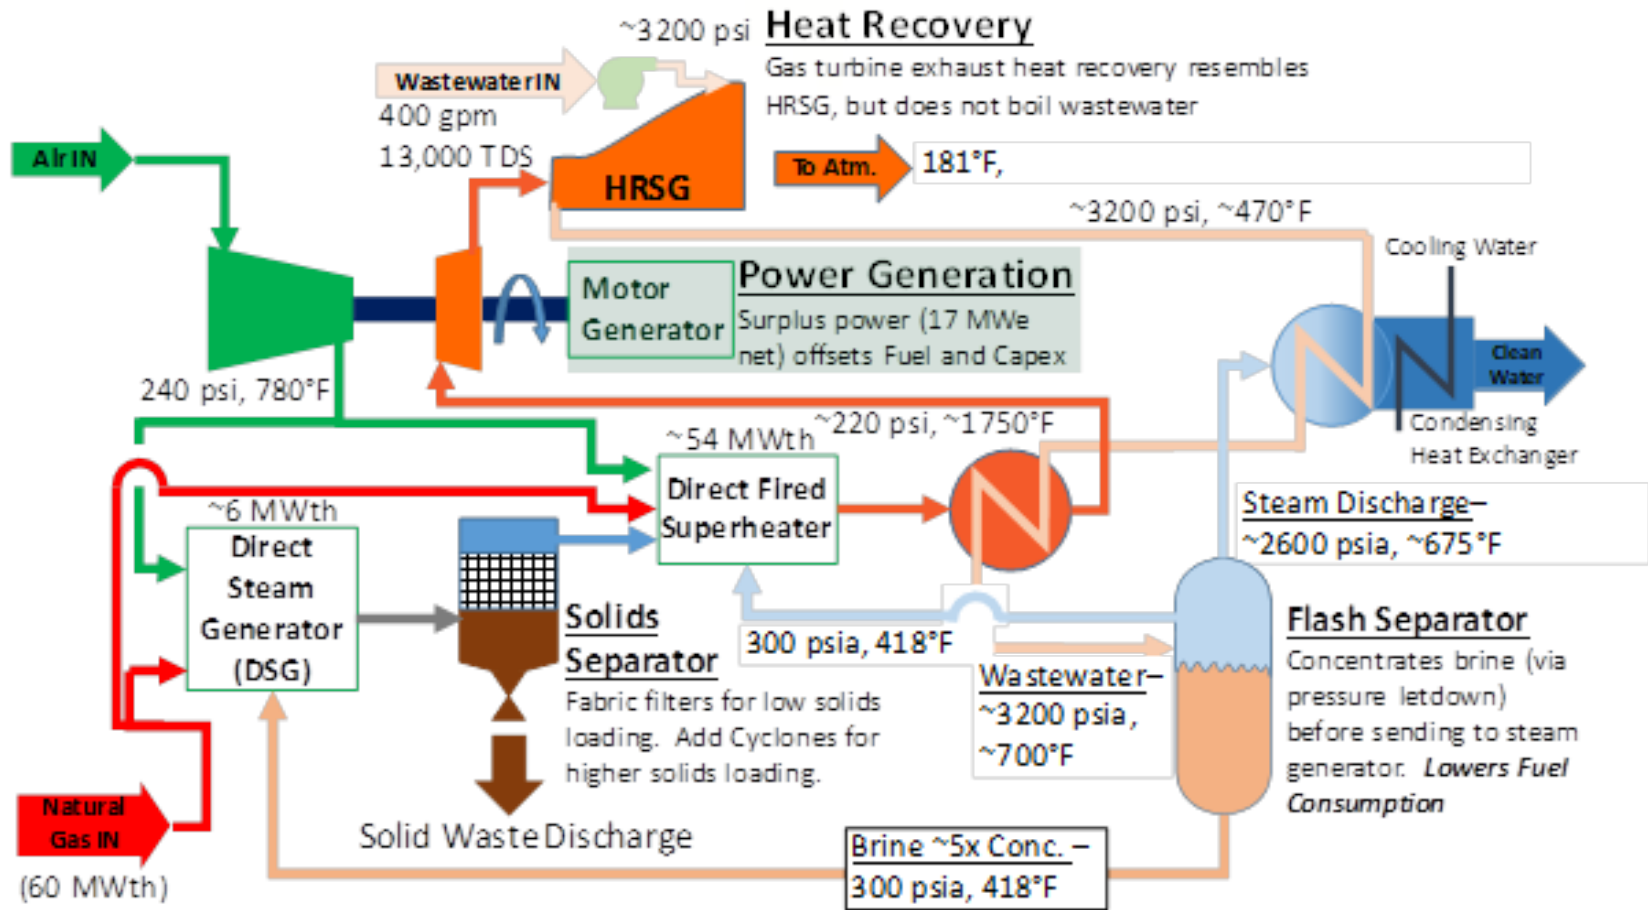 ~3200 psi
Heat Recovery
Gas turbine exhaust heat recovery resembles
HRSG, but does not boil wastewater
Wastewater IN
400 gpm
13,000 TDS
Air IN
HRSG
To Atm.
181°F,
~3200 psi, ~470°F
Cooling Water
Motor
Generator
Power Generation
Surplus power (17 MWe
net) offsets Fuel and Capex
Clean
Water
240 psi, 780°F
~220 psi, ~1750°F
Condensing
Heat Exchanger
~54 MWth
Direct Fired
Superheater
~6 MWth
Direct
Steam
Generator
(DSG)
Steam Discharge–
~2600 psia, ~675°F
Solids
Separator
Fabric filters for low solids
loading. Add Cyclones for
higher solids loading.
300 psia, 418°F
Wastewater–
~3200 psia,
~700°F
Flash Separator
Concentrates brine (via
pressure letdown)
before sending to steam
generator. Lowers Fuel
Consumption
Natural
Gas IN
(60 MWth)
Solid Waste Discharge
Brine ~5x Conc. –
300 psia, 418°F